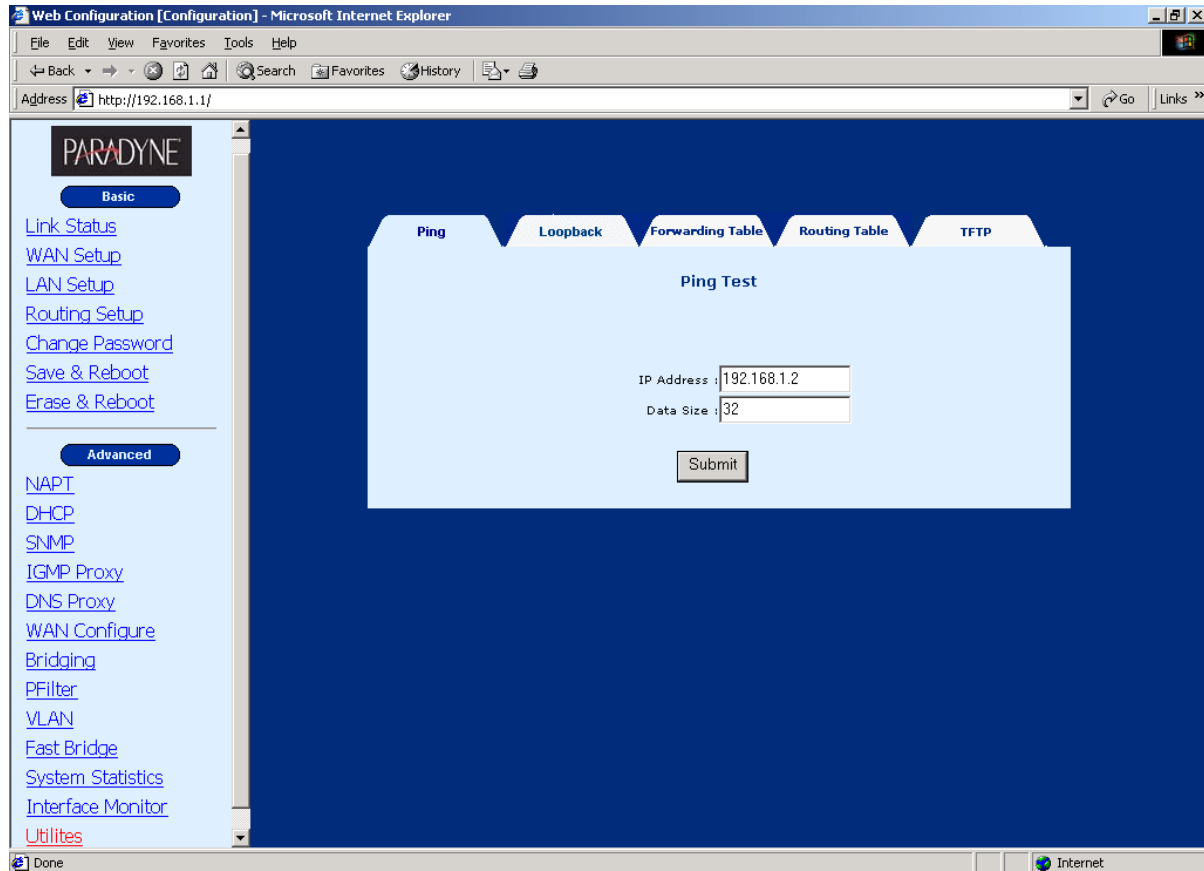 Web Configuration [Configuration] - Microsoft Internet Explorer
File Edit View Favorites Tools Help
Back Search Favorites History
Address http://192.168.1.1/ Go Links »
PARADYNE
Basic
Link Status
WAN Setup
LAN Setup
Routing Setup
Change Password
Save & Reboot
Erase & Reboot
Advanced
NAPT
DHCP
SNMP
IGMP Proxy
DNS Proxy
WAN Configure
Bridging
PFilter
VLAN
Fast Bridge
System Statistics
Interface Monitor
Utilites
Ping Loopback Forwarding Table Routing Table TFTP
Ping Test
IP Address : 192.168.1.2
Data Size : 32
Submit
Done Internet